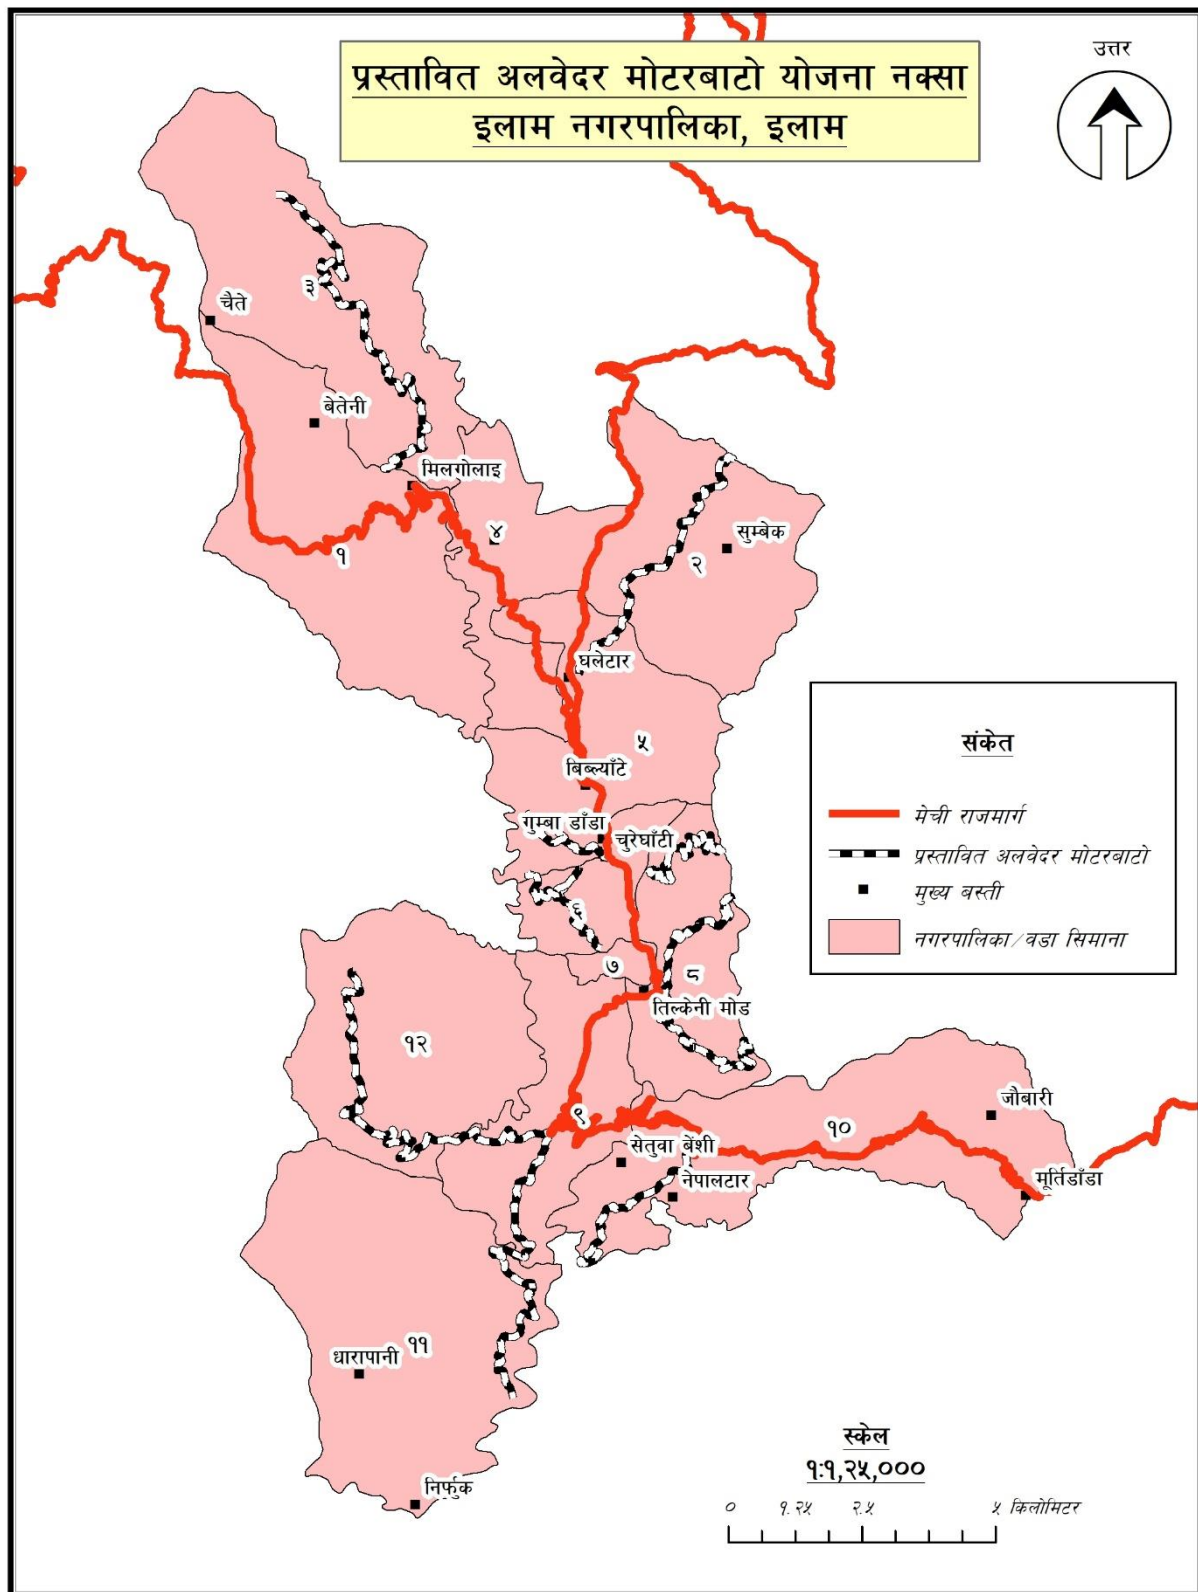 प्रस्तावित अलवेदर मोटरबाटो योजना नक्सा
इलाम नगरपालिका, इलाम
उत्तर
३
चैते
बेतेनी
मिलगोलाइ
४
१
सुम्बेक
२
घलेटार
५
बिब्ल्याँटे
गुम्बा डाँडा
चुरेघाँटी
६
७
८
तिल्केनी मोड
१२
९
सेतुवा बेंशी
नेपालटार
१०
जौबारी
मूर्तिडाँडा
११
धारापानी
निर्फुक
संकेत
मेची राजमार्ग
प्रस्तावित अलवेदर मोटरबाटो
मुख्य बस्ती
नगरपालिका/वडा सिमाना
स्केल
१:१,२५,०००
० १.२५ २.५ ५ किलोमिटर